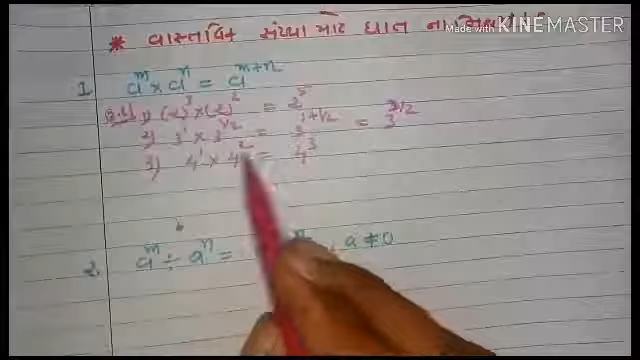 * વાસ્તવિક સંખ્યા માટે ઘાત ના
Made with KINEMASTER
1. a^m × a^n = a^{m+n}
ઉદા. 1) (2)^3 × (2)^2 = 2^5
2) 3^1 × 3^{1/2} = 3^{1+1/2} = 3^{3/2}
3) 4^1 × 4^2 = 4^3
2. a^m ÷ a^n = , a ≠ 0